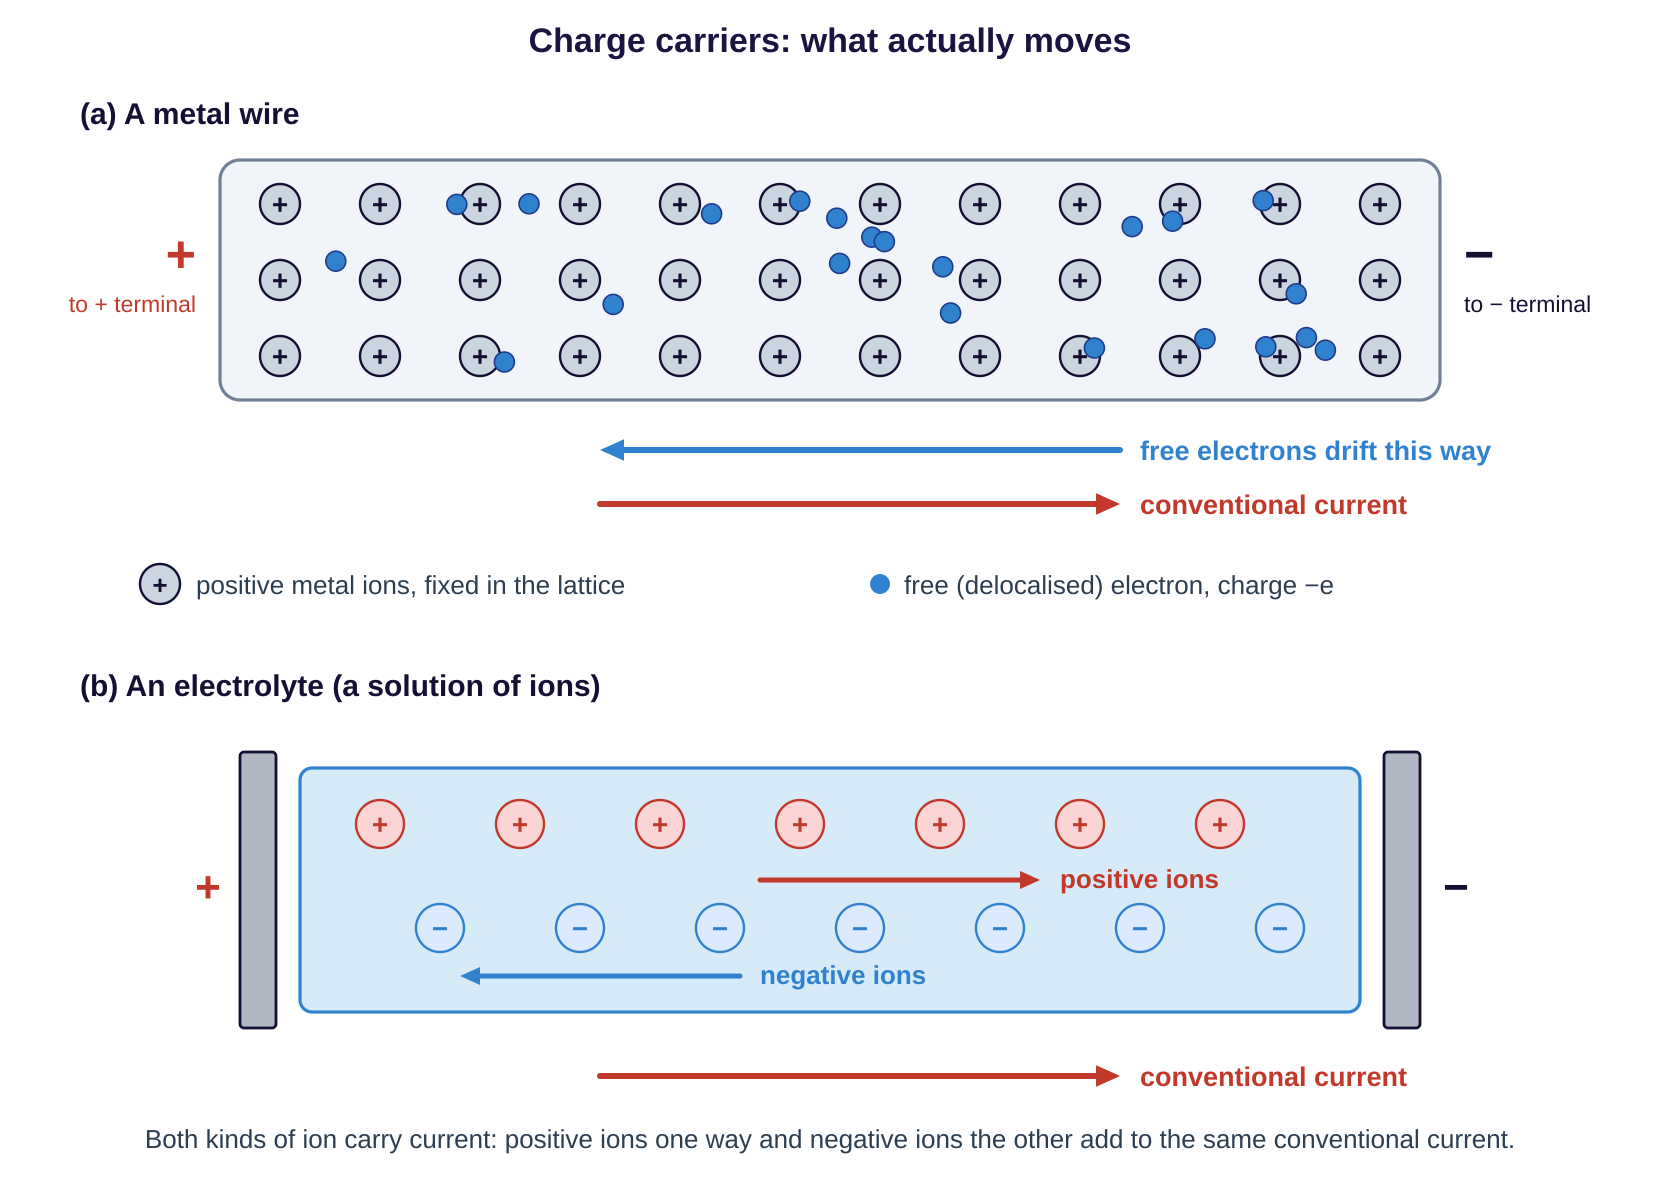 Charge carriers: what actually moves
(a) A metal wire
+ + + + + + + + + + + +
+ −
+ + + + + + + + + + + +
to + terminal to − terminal
+ + + + + + + + + + + +
free electrons drift this way
conventional current
+ positive metal ions, fixed in the lattice free (delocalised) electron, charge −e
(b) An electrolyte (a solution of ions)
+ + + + + + +
positive ions
+ −
− − − − − − −
negative ions
conventional current
Both kinds of ion carry current: positive ions one way and negative ions the other add to the same conventional current.